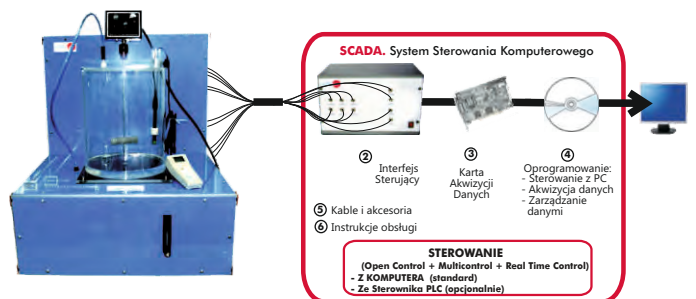 SCADA. System Sterowania Komputerowego
② Interfejs
Sterujący
③ Karta
Akwizycji
Danych
④ Oprogramowanie:
- Sterowanie z PC
- Akwizycja danych
- Zarządzanie
danymi
⑤ Kable i akcesoria
⑥ Instrukcje obsługi
STEROWANIE
(Open Control + Multicontrol + Real Time Control)
- Z KOMPUTERA (standard)
- Ze Sterownika PLC (opcjonalnie)